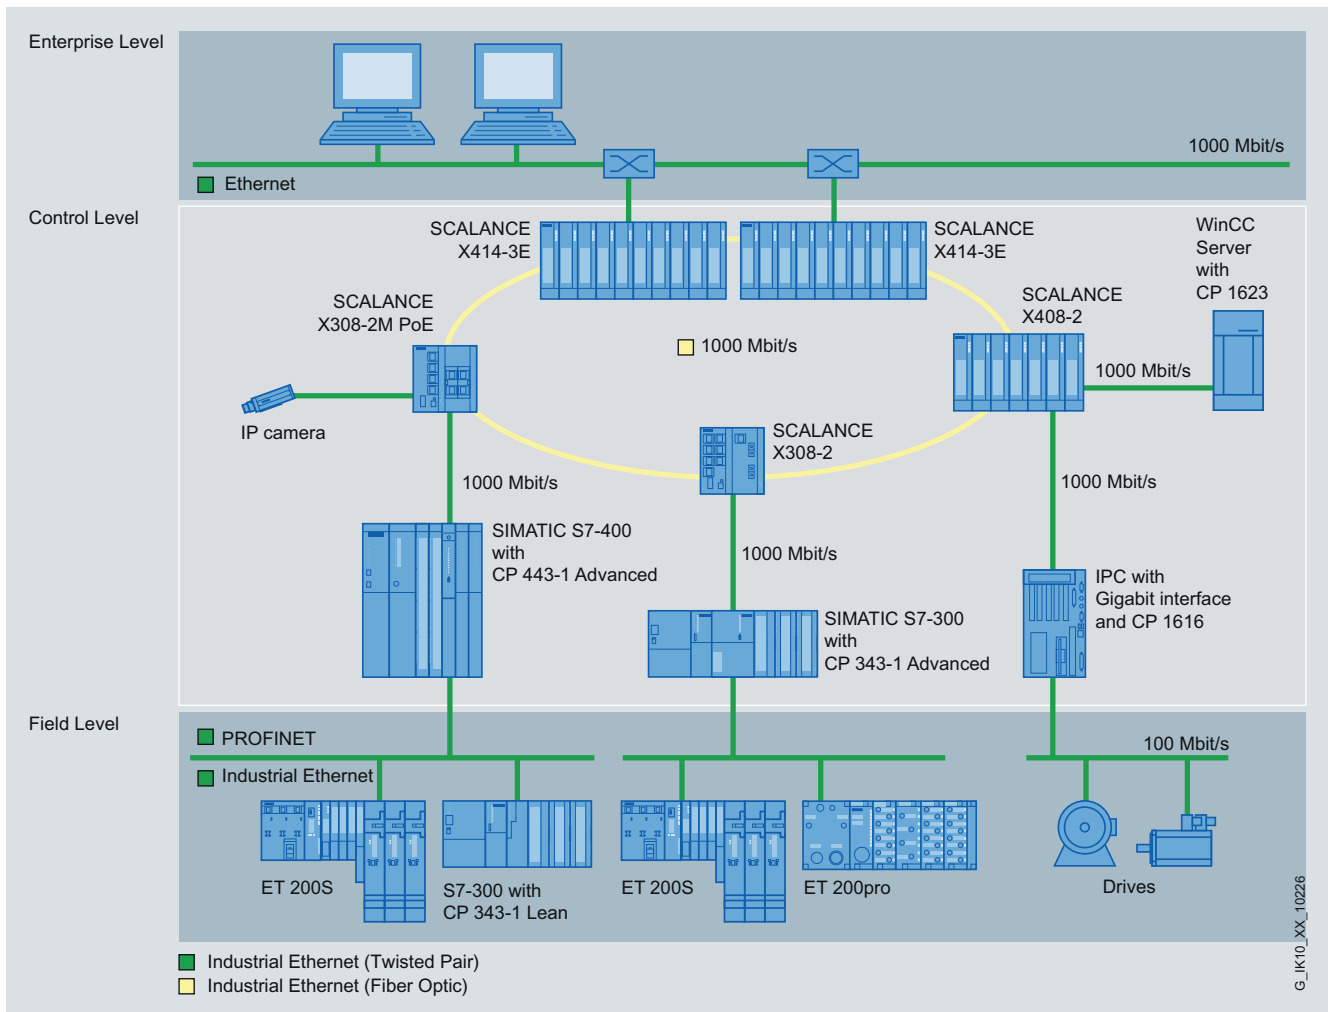 Enterprise Level
1000 Mbit/s
Ethernet
Control Level
SCALANCE
X414-3E
SCALANCE
X414-3E
WinCC
Server
with
CP 1623
SCALANCE
X308-2M PoE
SCALANCE
X408-2
1000 Mbit/s
1000 Mbit/s
IP camera
SCALANCE
X308-2
1000 Mbit/s
1000 Mbit/s
SIMATIC S7-400
with
CP 443-1 Advanced
1000 Mbit/s
IPC with
Gigabit interface
and CP 1616
SIMATIC S7-300
with
CP 343-1 Advanced
Field Level
PROFINET
100 Mbit/s
Industrial Ethernet
ET 200S
S7-300 with
CP 343-1 Lean
ET 200S
ET 200pro
Drives
G_IK10_XX_10226
Industrial Ethernet (Twisted Pair)
Industrial Ethernet (Fiber Optic)